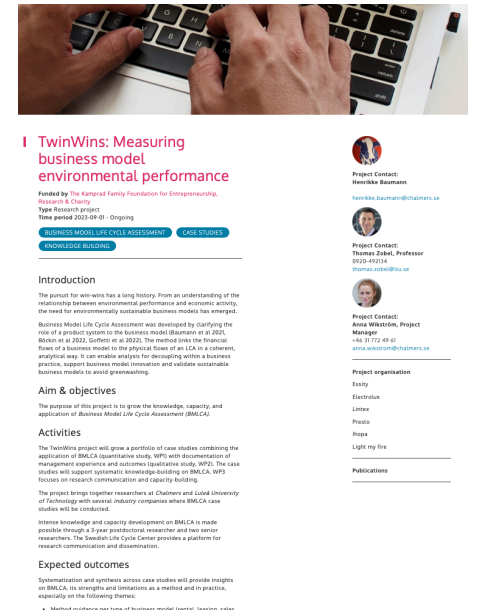 TwinWins: Measuring
business model
environmental performance
Funded by The Kamprad Family Foundation for Entrepreneurship,
Research & Charity
Type Research project
Time period 2023-09-01 - Ongoing
BUSINESS MODEL LIFE CYCLE ASSESSMENT
CASE STUDIES
KNOWLEDGE BUILDING
Introduction
The pursuit for win-wins has a long history. From an understanding of the
relationship between environmental performance and economic activity,
the need for environmentally sustainable business models has emerged.
Business Model Life Cycle Assessment was developed by clarifying the
role of a product system to the business model (Baumann et al 2021,
Böckin et al 2022, Goffetti et al 2022). The method links the financial
flows of a business model to the physical flows of an LCA in a coherent,
analytical way. It can enable analysis for decoupling within a business
practice, support business model innovation and validate sustainable
business models to avoid greenwashing.
Aim & objectives
The purpose of this project is to grow the knowledge, capacity, and
application of Business Model Life Cycle Assessment (BMLCA).
Activities
The TwinWins project will grow a portfolio of case studies combining the
application of BMLCA (quantitative study, WP1) with documentation of
management experience and outcomes (qualitative study, WP2). The case
studies will support systematic knowledge-building on BMLCA. WP3
focuses on research communication and capacity-building.
The project brings together researchers at Chalmers and Luleå University
of Technology with several industry companies where BMLCA case
studies will be conducted.
Intense knowledge and capacity development on BMLCA is made
possible through a 3-year postdoctoral researcher and two senior
researchers. The Swedish Life Cycle Center provides a platform for
research communication and dissemination.
Expected outcomes
Systematization and synthesis across case studies will provide insights
on BMLCA, its strengths and limitations as a method and in practice,
especially on the following themes:
Method guidance per type of business model (rental, leasing, sales
Project Contact:
Henrikke Baumann
henrikke.baumann@chalmers.se
Project Contact:
Thomas Zobel, Professor
0920-492134
thomas.zobel@ltu.se
Project Contact:
Anna Wikström, Project
Manager
+46 31 772 49 61
anna.wikstrom@chalmers.se
Project organisation
Essity
Electrolux
Lintex
Presto
Ihopa
Light my fire
Publications